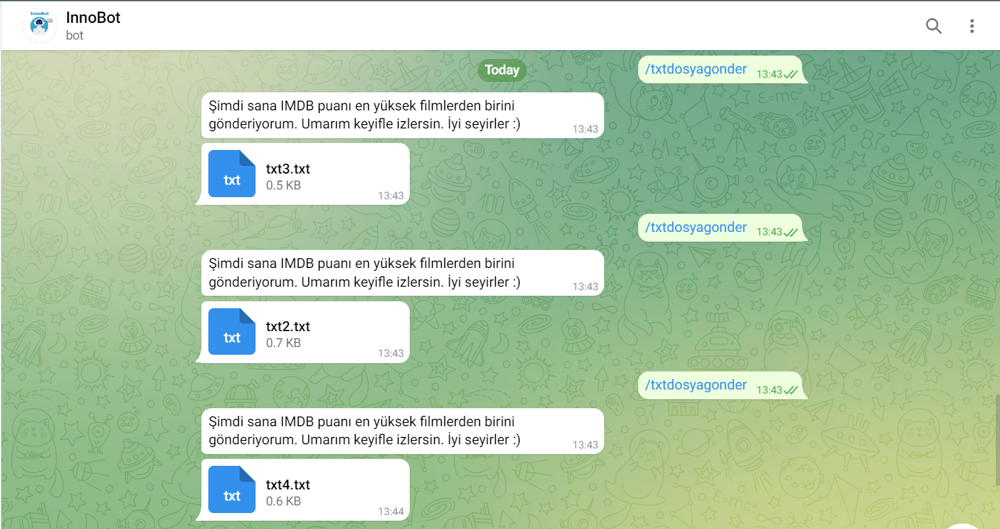 InnoBot
InnoBot
bot
Today
/txtdosyagonder 13:43
Şimdi sana IMDB puanı en yüksek filmlerden birini
gönderiyorum. Umarım keyifle izlersin. İyi seyirler :) 13:43
txt
txt3.txt
0.5 KB
13:43
/txtdosyagonder 13:43
Şimdi sana IMDB puanı en yüksek filmlerden birini
gönderiyorum. Umarım keyifle izlersin. İyi seyirler :) 13:43
txt
txt2.txt
0.7 KB
13:43
/txtdosyagonder 13:43
Şimdi sana IMDB puanı en yüksek filmlerden birini
gönderiyorum. Umarım keyifle izlersin. İyi seyirler :) 13:43
txt
txt4.txt
0.6 KB
13:44